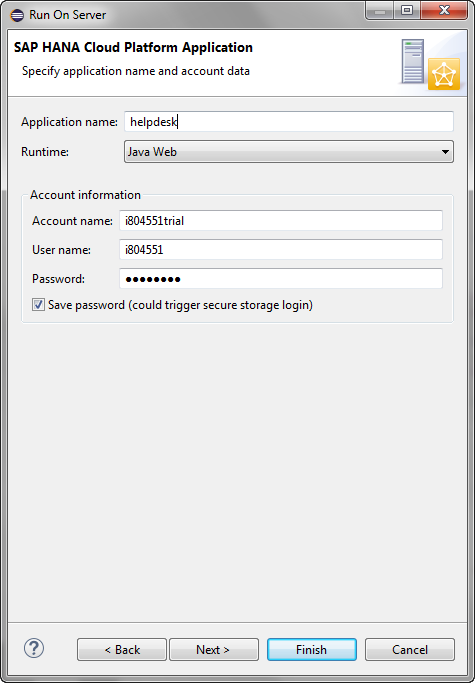 Run On Server
SAP HANA Cloud Platform Application
Specify application name and account data
Application name: helpdesk
Runtime: Java Web
Account information
Account name: i804551trial
User name: i804551
Password: ●●●●●●●●
Save password (could trigger secure storage login)
? < Back Next > Finish Cancel